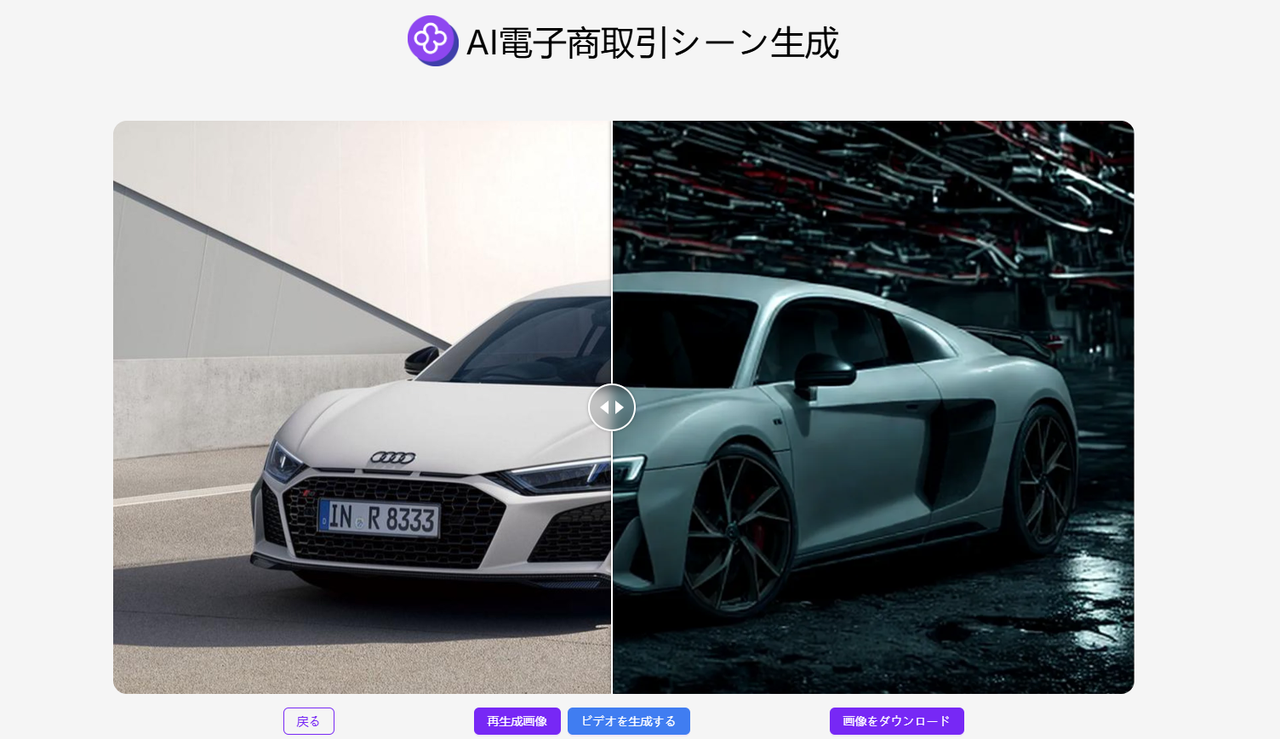 AI電子商取引シーン生成
IN R 8333
戻る
再生成画像
ビデオを生成する
画像をダウンロード